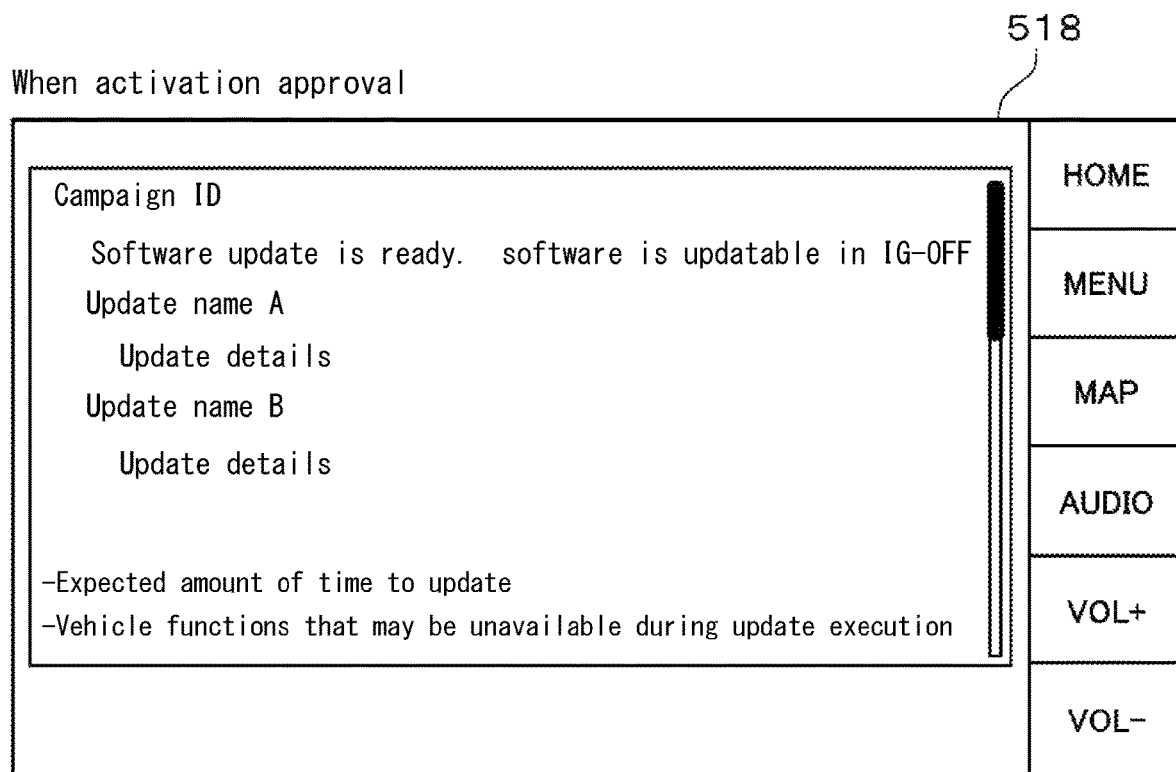 518
When activation approval
Campaign ID
Software update is ready. software is updatable in IG-OFF
Update name A
Update details
Update name B
Update details
-Expected amount of time to update
-Vehicle functions that may be unavailable during update execution
HOME
MENU
MAP
AUDIO
VOL+
VOL-